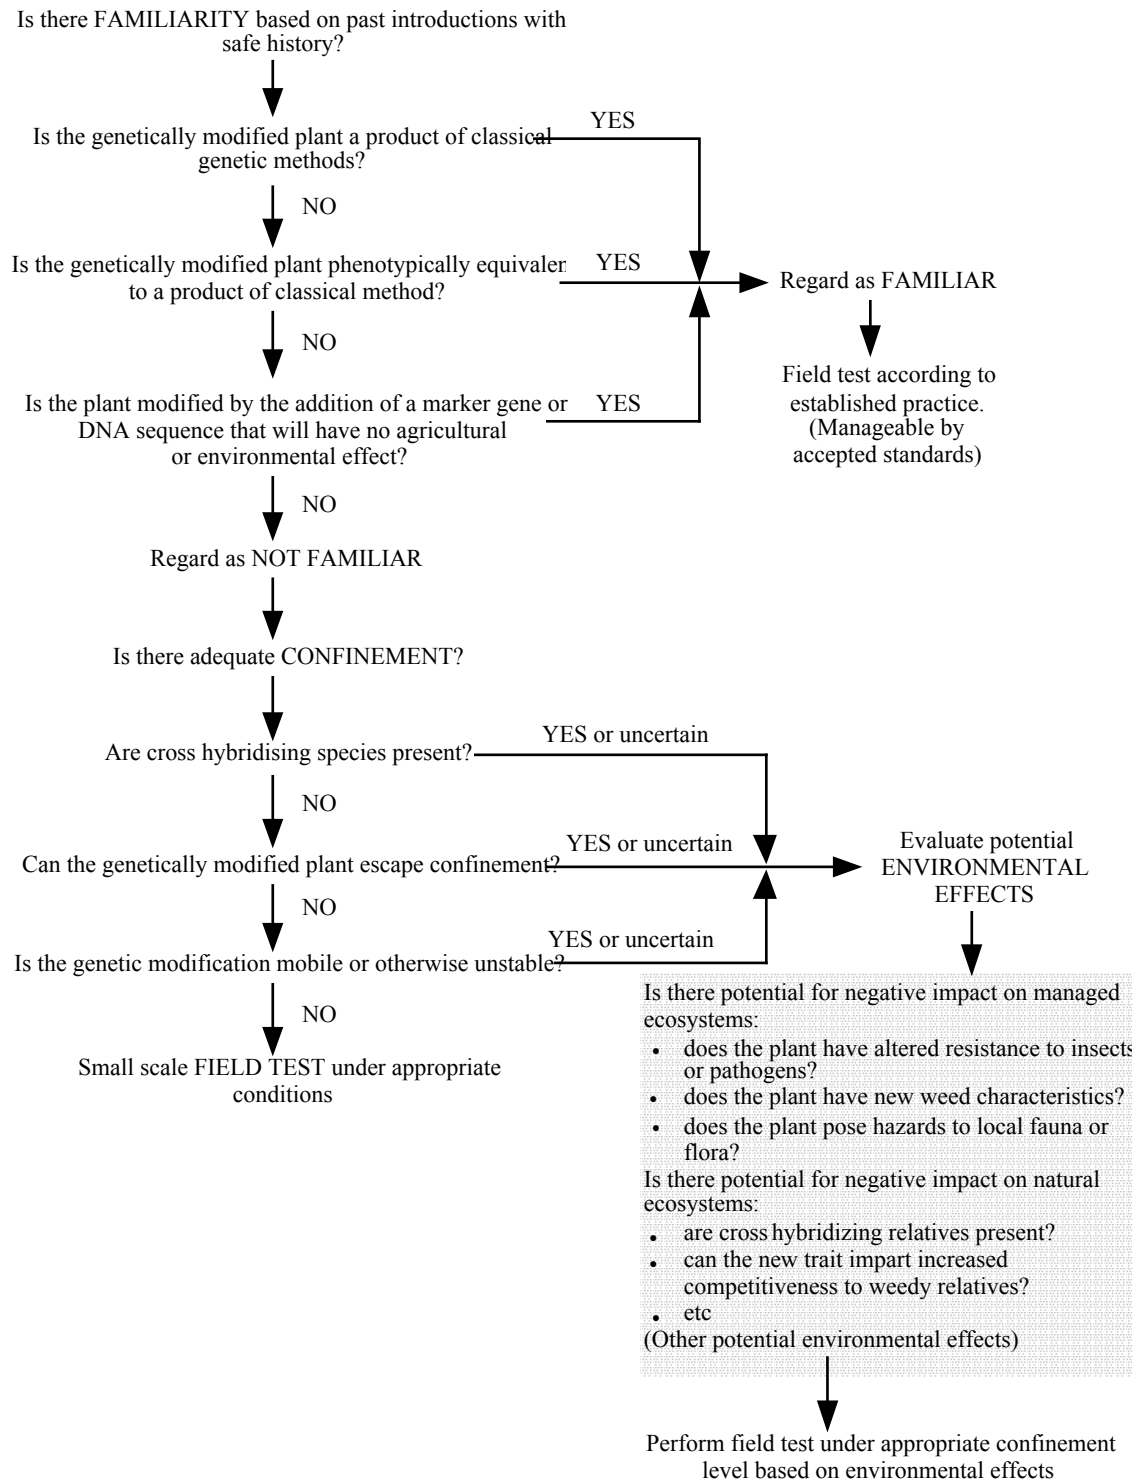 Is there FAMILIARITY based on past introductions with
safe history?
Is the genetically modified plant a product of classical
genetic methods?
YES
NO
Is the genetically modified plant phenotypically equivalen
to a product of classical method?
YES
Regard as FAMILIAR
NO
Field test according to
established practice.
(Manageable by
accepted standards)
Is the plant modified by the addition of a marker gene or
DNA sequence that will have no agricultural
or environmental effect?
YES
NO
Regard as NOT FAMILIAR
Is there adequate CONFINEMENT?
Are cross hybridising species present?
YES or uncertain
NO
Can the genetically modified plant escape confinement?
YES or uncertain
Evaluate potential
ENVIRONMENTAL
EFFECTS
NO
Is the genetic modification mobile or otherwise unstable?
YES or uncertain
NO
Small scale FIELD TEST under appropriate
conditions
Is there potential for negative impact on managed
ecosystems:
• does the plant have altered resistance to insects
or pathogens?
• does the plant have new weed characteristics?
• does the plant pose hazards to local fauna or
flora?
Is there potential for negative impact on natural
ecosystems:
• are cross hybridizing relatives present?
• can the new trait impart increased
competitiveness to weedy relatives?
• etc
(Other potential environmental effects)
Perform field test under appropriate confinement
level based on environmental effects